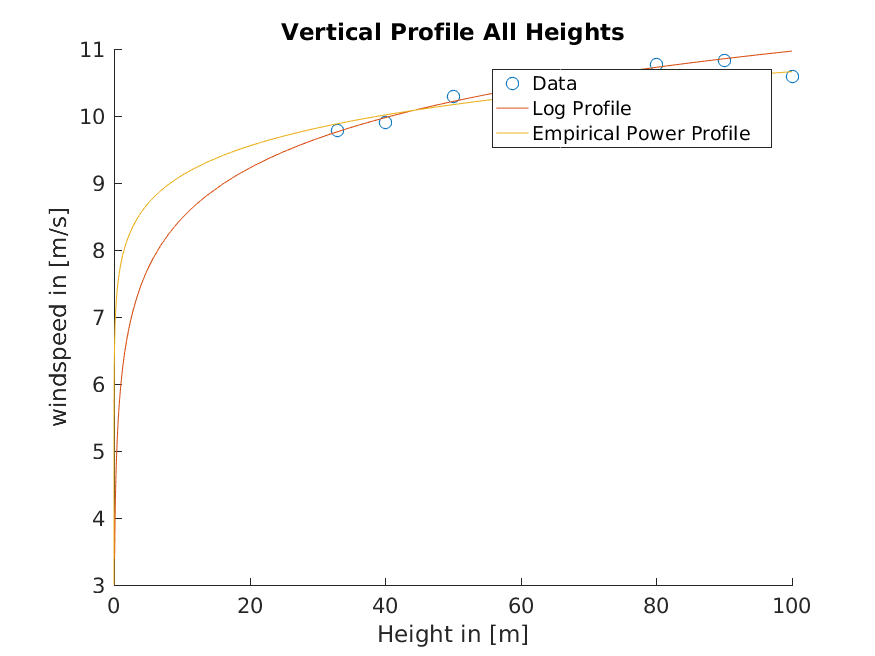 Vertical Profile All Heights
11
10
9
8
7
6
5
4
3
windspeed in [m/s]
Data
Log Profile
Empirical Power Profile
0 20 40 60 80 100
Height in [m]